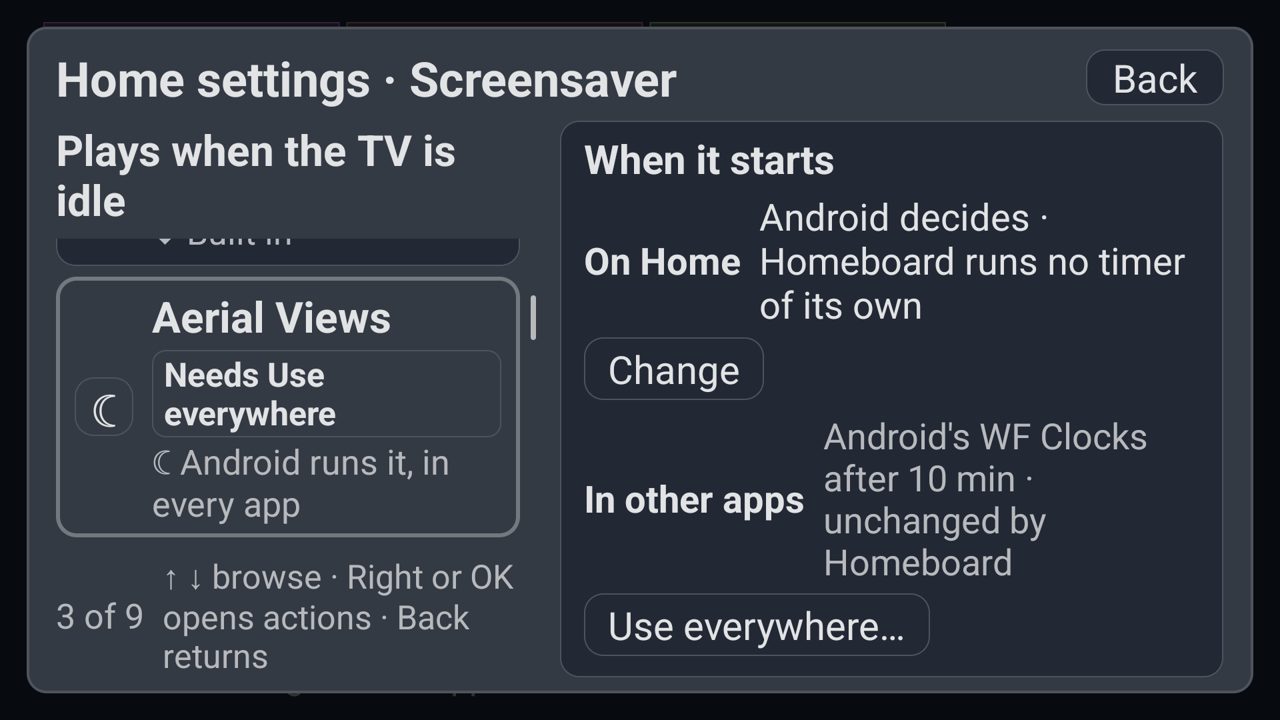 Home settings · Screensaver
Back
Plays when the TV is
idle
Built in
Aerial Views
Needs Use
everywhere
☾ Android runs it, in
every app
3 of 9
↑ ↓ browse · Right or OK
opens actions · Back
returns
When it starts
On Home
Android decides ·
Homeboard runs no timer
of its own
Change
In other apps
Android's WF Clocks
after 10 min ·
unchanged by
Homeboard
Use everywhere…